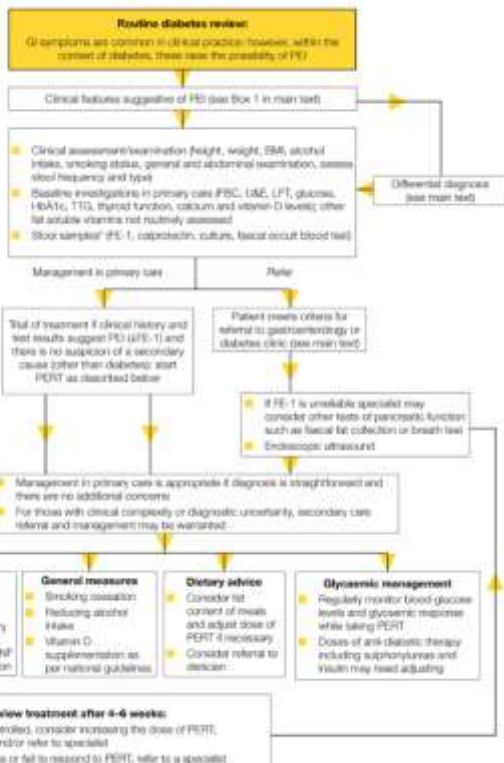 Routine diabetes review:
GI symptoms are common in clinical practice; however, within the
context of diabetes, these raise the possibility of PEI
Clinical features suggestive of PEI (see Box 1 in main text)
Clinical assessment/examination (height, weight, BMI, alcohol
intake, smoking status, general and abdominal examination, assess
stool frequency and type)
Baseline investigations in primary care (FBC, U&E, LFT, glucose,
HbA1c, TTG, thyroid function, calcium and vitamin D levels); other
fat soluble vitamins not routinely assessed
Stool samples* (FE-1, calprotectin, culture, faecal occult blood test)
Differential diagnosis
(see main text)
Management in primary care
Refer
Trial of treatment if clinical history and
test results suggest PEI (↓FE-1) and
there is no suspicion of a secondary
cause (other than diabetes): start
PERT as described below
Patient meets criteria for
referral to gastroenterology or
diabetes clinic (see main text)
If FE-1 is unreliable specialist may
consider other tests of pancreatic function
such as faecal fat collection or breath test
Endoscopic ultrasound
Management in primary care is appropriate if diagnosis is straightforward and
there are no additional concerns
For those with clinical complexity or diagnostic uncertainty, secondary care
referral and management may be warranted
General measures
Smoking cessation
Reducing alcohol
intake
Vitamin D
supplementation as
per national guidelines
Dietary advice
Consider fat
content of meals
and adjust dose of
PERT if necessary
Consider referral to
dietician
Glycaemic management
Regularly monitor blood glucose
levels and glycaemic response
while taking PERT
Doses of anti-diabetic therapy
including sulphonylureas and
insulin may need adjusting
view treatment after 4–6 weeks:
ntrolled, consider increasing the dose of PERT,
nd/or refer to specialist
s or fail to respond to PERT, refer to a specialist